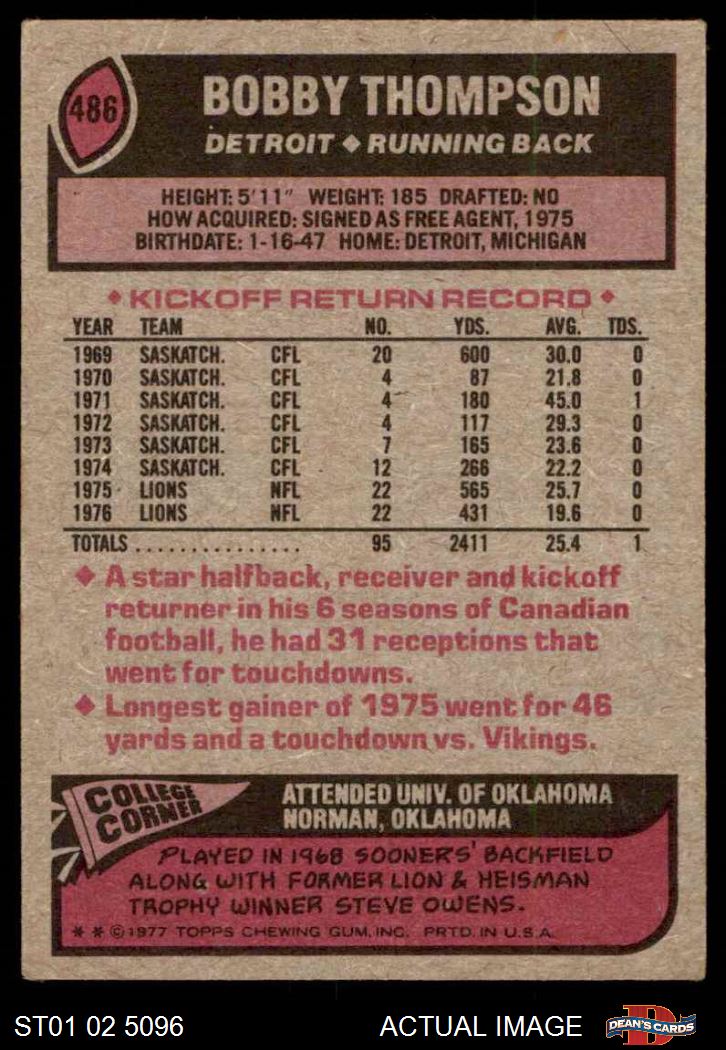 486
BOBBY THOMPSON
DETROIT ◆ RUNNING BACK
HEIGHT: 5'11" WEIGHT: 185 DRAFTED: NO
HOW ACQUIRED: SIGNED AS FREE AGENT, 1975
BIRTHDATE: 1-16-47 HOME: DETROIT, MICHIGAN
◆ KICKOFF RETURN RECORD ◆
YEAR TEAM NO. YDS. AVG. TDS.
1969 SASKATCH. CFL 20 600 30.0 0
1970 SASKATCH. CFL 4 87 21.8 0
1971 SASKATCH. CFL 4 180 45.0 1
1972 SASKATCH. CFL 4 117 29.3 0
1973 SASKATCH. CFL 7 165 23.6 0
1974 SASKATCH. CFL 12 266 22.2 0
1975 LIONS NFL 22 565 25.7 0
1976 LIONS NFL 22 431 19.6 0
TOTALS ................ 95 2411 25.4 1
◆ A star halfback, receiver and kickoff
returner in his 6 seasons of Canadian
football, he had 31 receptions that
went for touchdowns.
◆ Longest gainer of 1975 went for 46
yards and a touchdown vs. Vikings.
COLLEGE
CORNER
ATTENDED UNIV. OF OKLAHOMA
NORMAN, OKLAHOMA
PLAYED IN 1968 SOONERS' BACKFIELD
ALONG WITH FORMER LION & HEISMAN
TROPHY WINNER STEVE OWENS.
* * © 1977 TOPPS CHEWING GUM, INC. PRTD. IN U.S.A.
ST01 02 5096 ACTUAL IMAGE D DEAN'S CARDS